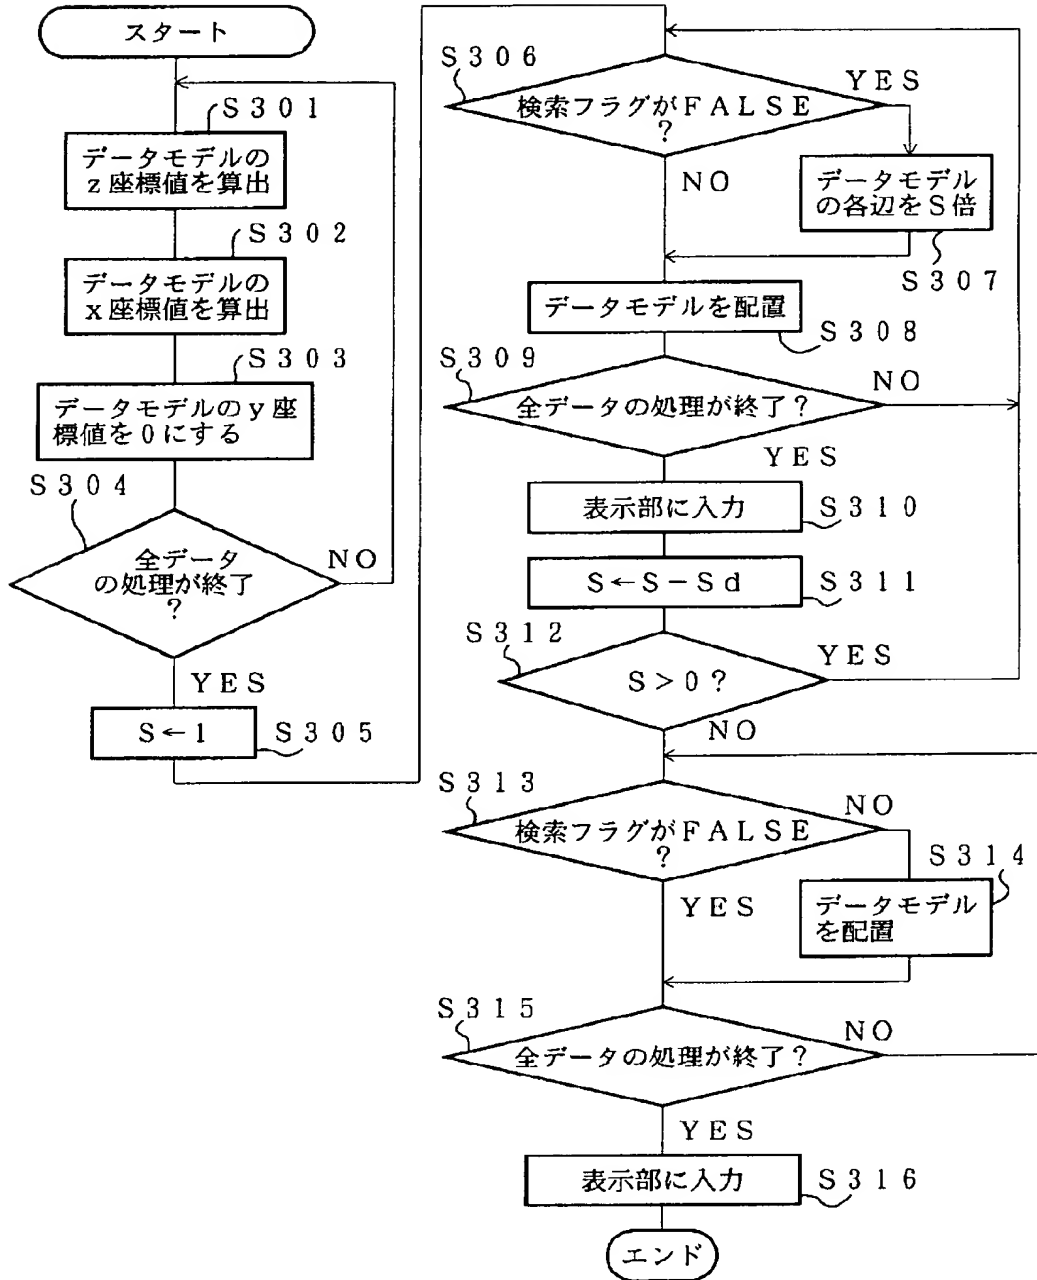 スタート
S301
データモデルの
z座標値を算出
S302
データモデルの
x座標値を算出
S303
データモデルのy座
標値を0にする
S304
全データ
の処理が終了
?
NO
YES
S←1
S305
S306
検索フラグがFALSE
?
YES
NO
データモデル
の各辺をS倍
S307
データモデルを配置
S308
S309
全データの処理が終了?
NO
YES
表示部に入力
S310
S←S-Sd
S311
S312
S>0?
YES
NO
S313
検索フラグがFALSE
?
NO
YES
S314
データモデル
を配置
S315
全データの処理が終了?
NO
YES
表示部に入力
S316
エンド